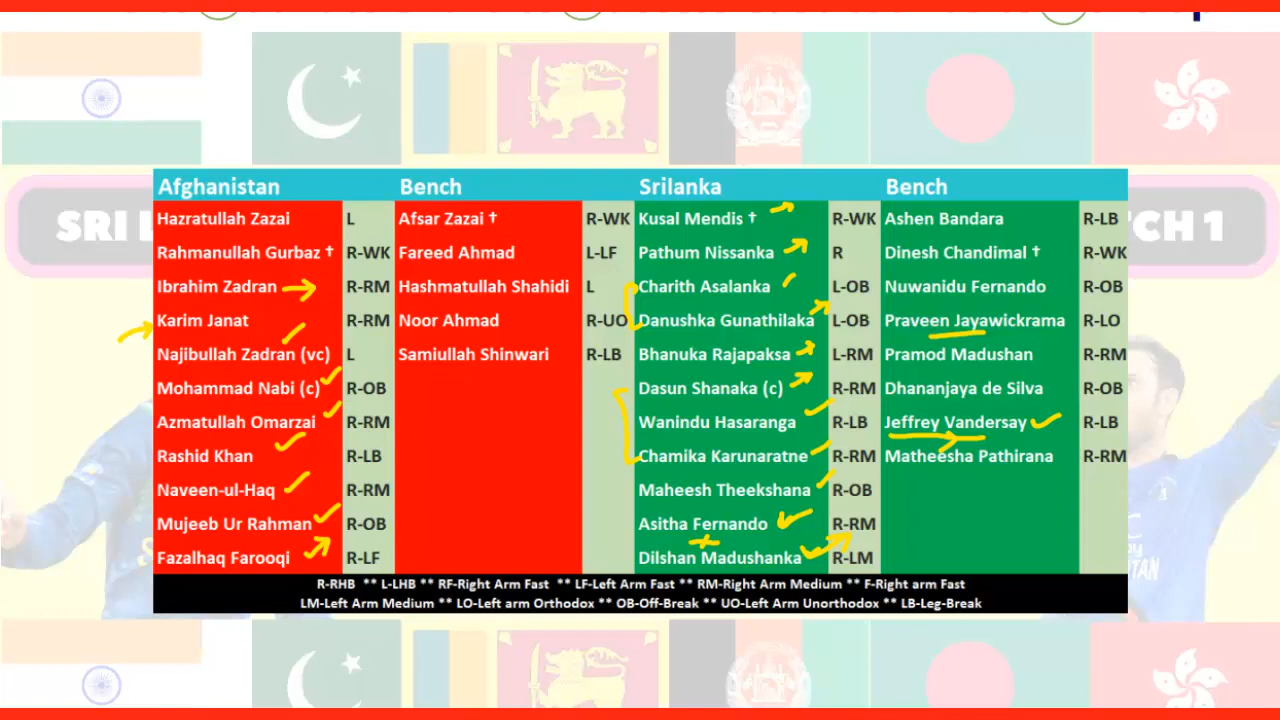 SRI L
TCH 1
Afghanistan Bench Srilanka Bench
Hazratullah Zazai L Afsar Zazai † R-WK Kusal Mendis † R-WK Ashen Bandara R-LB
Rahmanullah Gurbaz † R-WK Fareed Ahmad L-LF Pathum Nissanka R Dinesh Chandimal † R-WK
Ibrahim Zadran R-RM Hashmatullah Shahidi L Charith Asalanka L-OB Nuwanidu Fernando R-OB
Karim Janat R-RM Noor Ahmad R-UO Danushka Gunathilaka L-OB Praveen Jayawickrama R-LO
Najibullah Zadran (vc) L Samiullah Shinwari R-LB Bhanuka Rajapaksa L-RM Pramod Madushan R-RM
Mohammad Nabi (c) R-OB Dasun Shanaka (c) R-RM Dhananjaya de Silva R-OB
Azmatullah Omarzai R-RM Wanindu Hasaranga R-LB Jeffrey Vandersay R-LB
Rashid Khan R-LB Chamika Karunaratne R-RM Matheesha Pathirana R-RM
Naveen-ul-Haq R-RM Maheesh Theekshana R-OB
Mujeeb Ur Rahman R-OB Asitha Fernando R-RM
Fazalhaq Farooqi R-LF Dilshan Madushanka R-LM
R-RHB ** L-LHB ** RF-Right Arm Fast ** LF-Left Arm Fast ** RM-Right Arm Medium ** F-Right arm Fast
LM-Left Arm Medium ** LO-Left arm Orthodox ** OB-Off-Break ** UO-Left Arm Unorthodox ** LB-Leg-Break